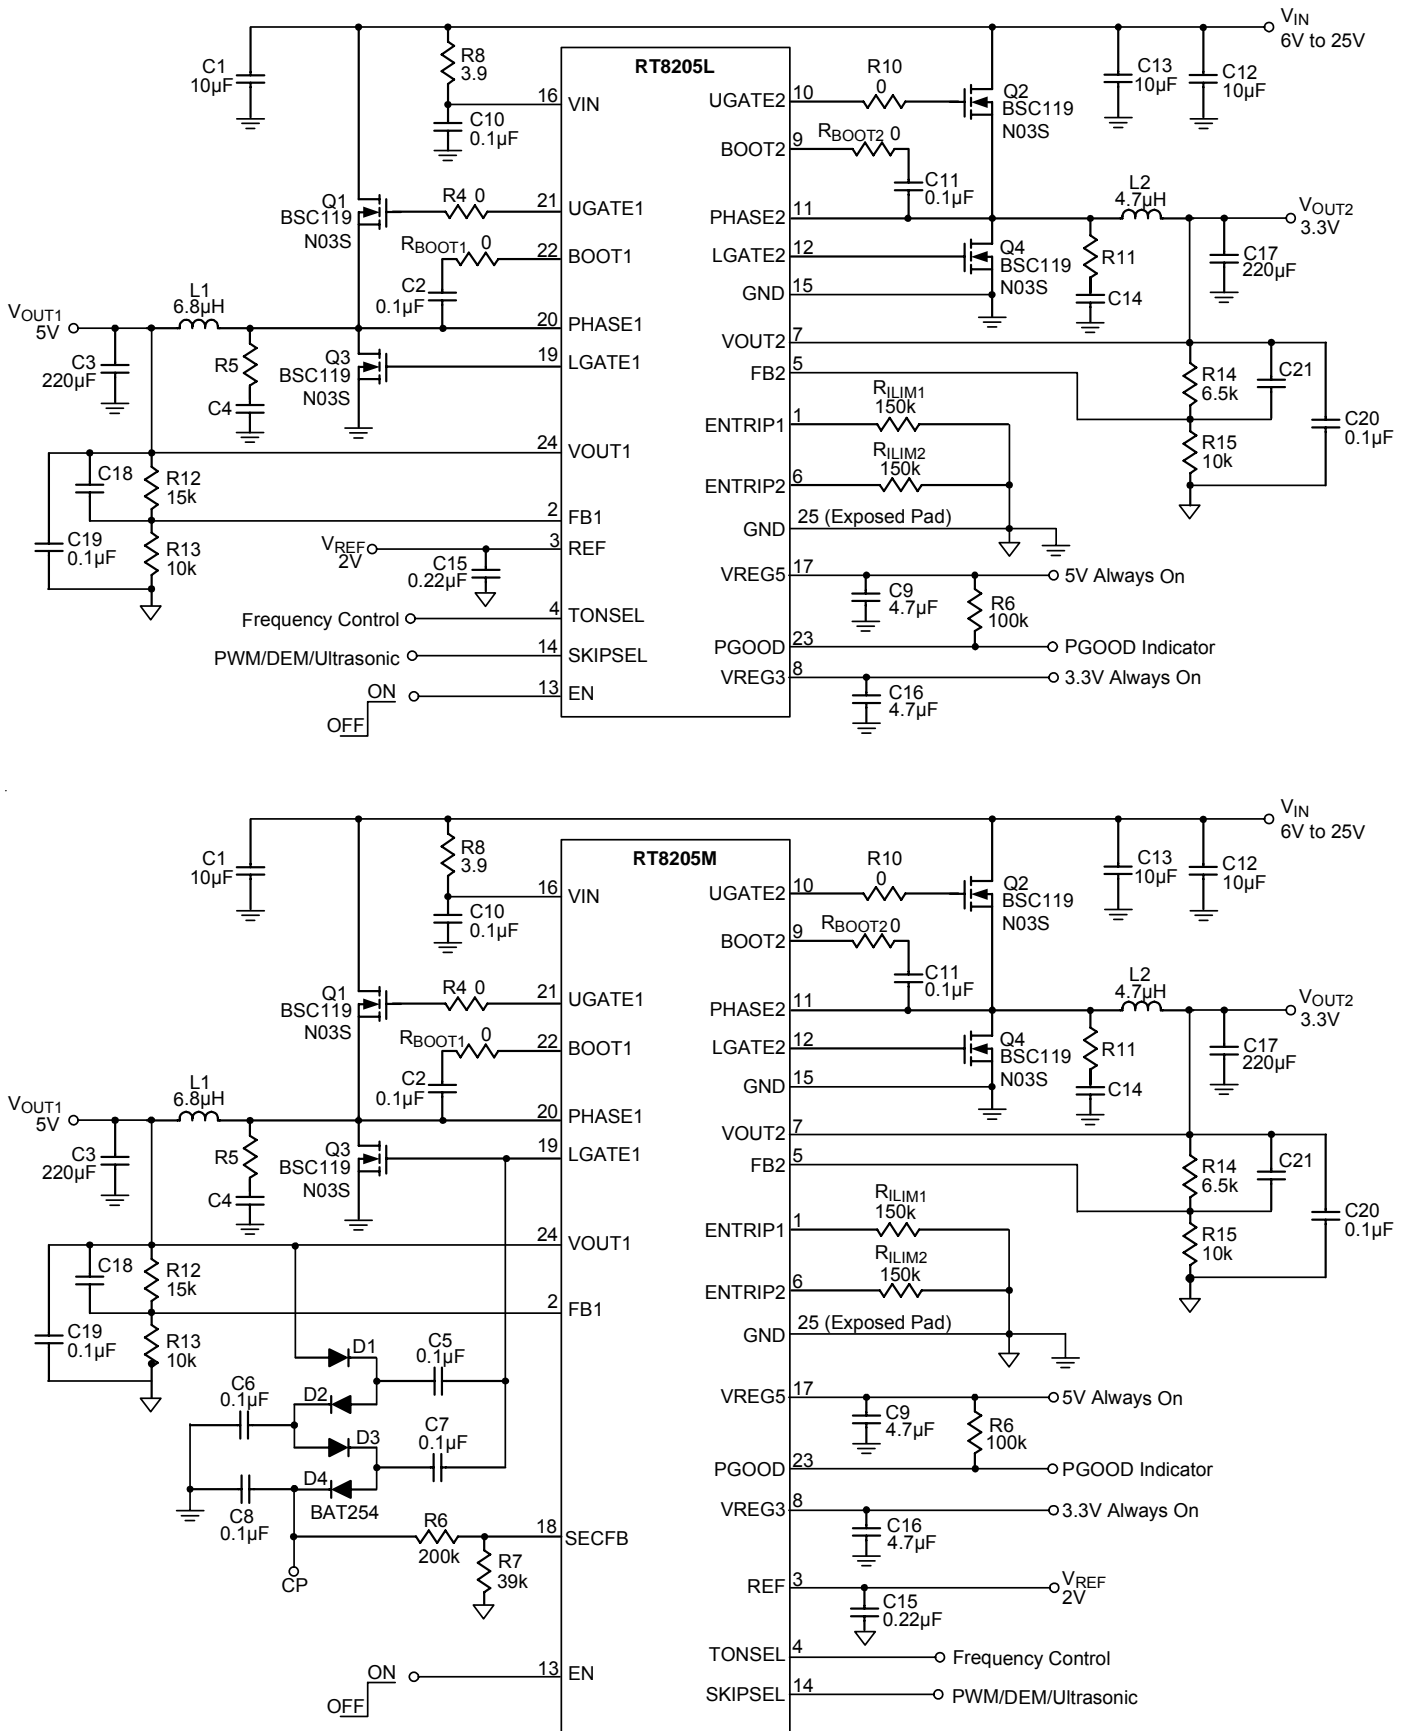 VIN
6V to 25V
C1
10µF
R8
3.9
RT8205L
R10
0
Q2
BSC119
N03S
C13
10µF
C12
10µF
16 VIN
UGATE2 10
C10
0.1µF
BOOT2 9
RBOOT2 0
C11
0.1µF
Q1
BSC119
N03S
R4 0
21 UGATE1
PHASE2 11
L2
4.7µH
VOUT2
3.3V
RBOOT1 0
22 BOOT1
LGATE2 12
Q4
BSC119
N03S
R11
C17
220µF
C2
0.1µF
GND 15
C14
L1
6.8µH
VOUT1
5V
20 PHASE1
VOUT2 7
C3
220µF
R5
Q3
BSC119
N03S
19 LGATE1
FB2 5
R14
6.5k
C21
C4
RILIM1
150k
ENTRIP1 1
C20
0.1µF
24 VOUT1
RILIM2
150k
R15
10k
C18
R12
15k
ENTRIP2 6
2 FB1
GND 25 (Exposed Pad)
C19
0.1µF
R13
10k
VREF
2V
3 REF
C15
0.22µF
VREG5 17
5V Always On
C9
4.7µF
R6
100k
Frequency Control
4 TONSEL
PGOOD 23
PGOOD Indicator
PWM/DEM/Ultrasonic
14 SKIPSEL
VREG3 8
3.3V Always On
ON
13 EN
C16
4.7µF
OFF
VIN
6V to 25V
C1
10µF
R8
3.9
RT8205M
R10
0
Q2
BSC119
N03S
C13
10µF
C12
10µF
16 VIN
UGATE2 10
C10
0.1µF
BOOT2 9
RBOOT2 0
C11
0.1µF
Q1
BSC119
N03S
R4 0
21 UGATE1
PHASE2 11
L2
4.7µH
VOUT2
3.3V
RBOOT1 0
22 BOOT1
LGATE2 12
Q4
BSC119
N03S
R11
C17
220µF
C2
0.1µF
GND 15
C14
L1
6.8µH
VOUT1
5V
20 PHASE1
VOUT2 7
C3
220µF
R5
Q3
BSC119
N03S
19 LGATE1
FB2 5
R14
6.5k
C21
C4
RILIM1
150k
ENTRIP1 1
C20
0.1µF
24 VOUT1
RILIM2
150k
R15
10k
C18
R12
15k
ENTRIP2 6
2 FB1
GND 25 (Exposed Pad)
C19
0.1µF
R13
10k
D1
C5
0.1µF
C6
0.1µF
D2
VREG5 17
5V Always On
C9
4.7µF
R6
100k
D3
C7
0.1µF
PGOOD 23
PGOOD Indicator
D4
BAT254
C8
0.1µF
VREG3 8
3.3V Always On
R6
200k
18 SECFB
C16
4.7µF
R7
39k
CP
REF 3
VREF
2V
C15
0.22µF
TONSEL 4
Frequency Control
ON
13 EN
SKIPSEL 14
PWM/DEM/Ultrasonic
OFF